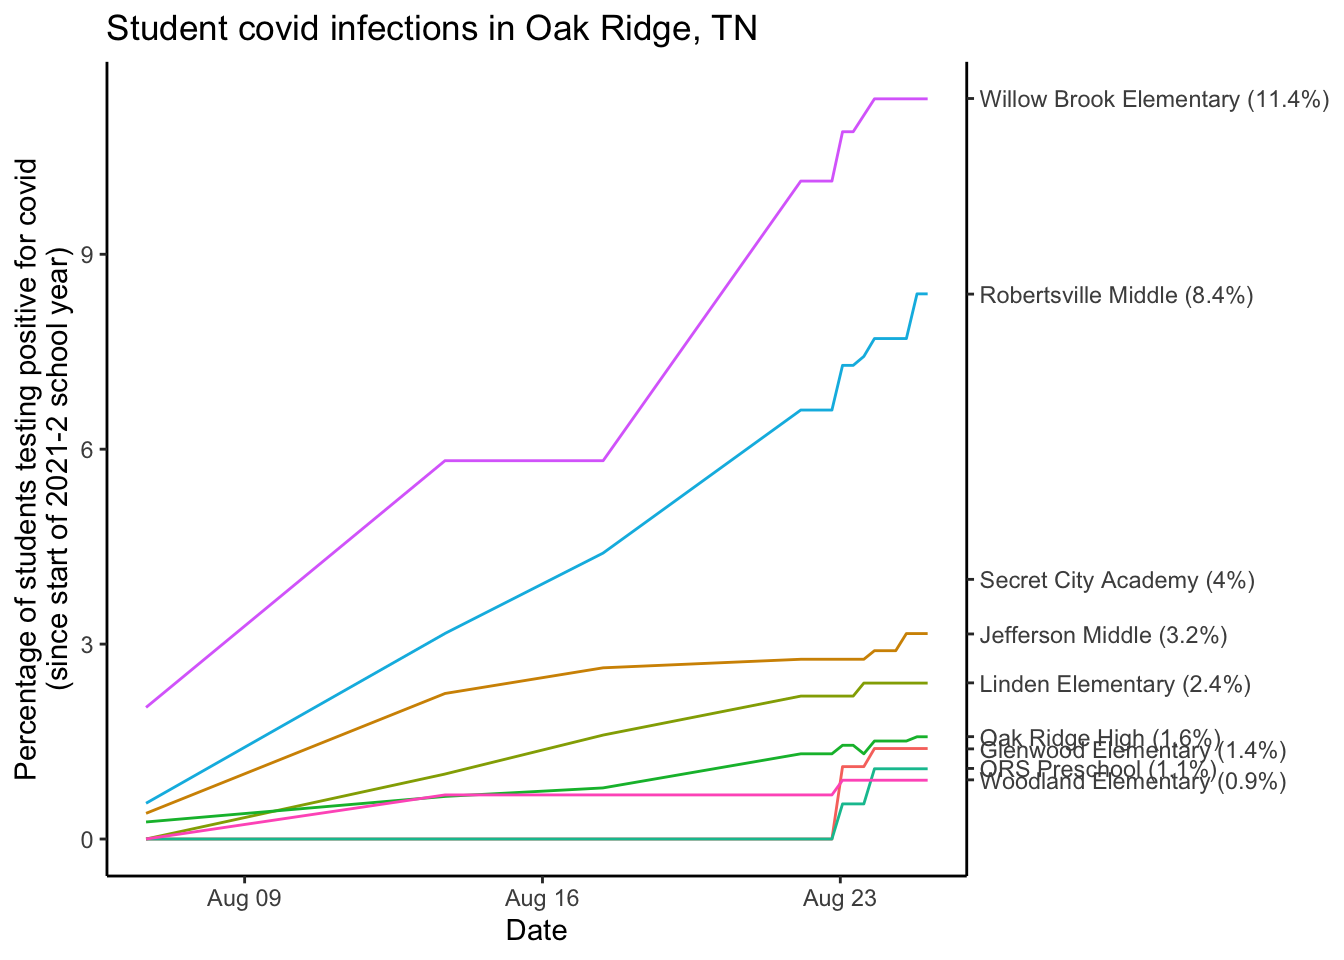 Student covid infections in Oak Ridge, TN
Percentage of students testing positive for covid
(since start of 2021-2 school year)
9
6
3
0
Willow Brook Elementary (11.4%)
Robertsville Middle (8.4%)
Secret City Academy (4%)
Jefferson Middle (3.2%)
Linden Elementary (2.4%)
Oak Ridge High (1.6%)
Glenwood Elementary (1.4%)
ORS Preschool (1.1%)
Woodland Elementary (0.9%)
Aug 09
Aug 16
Aug 23
Date